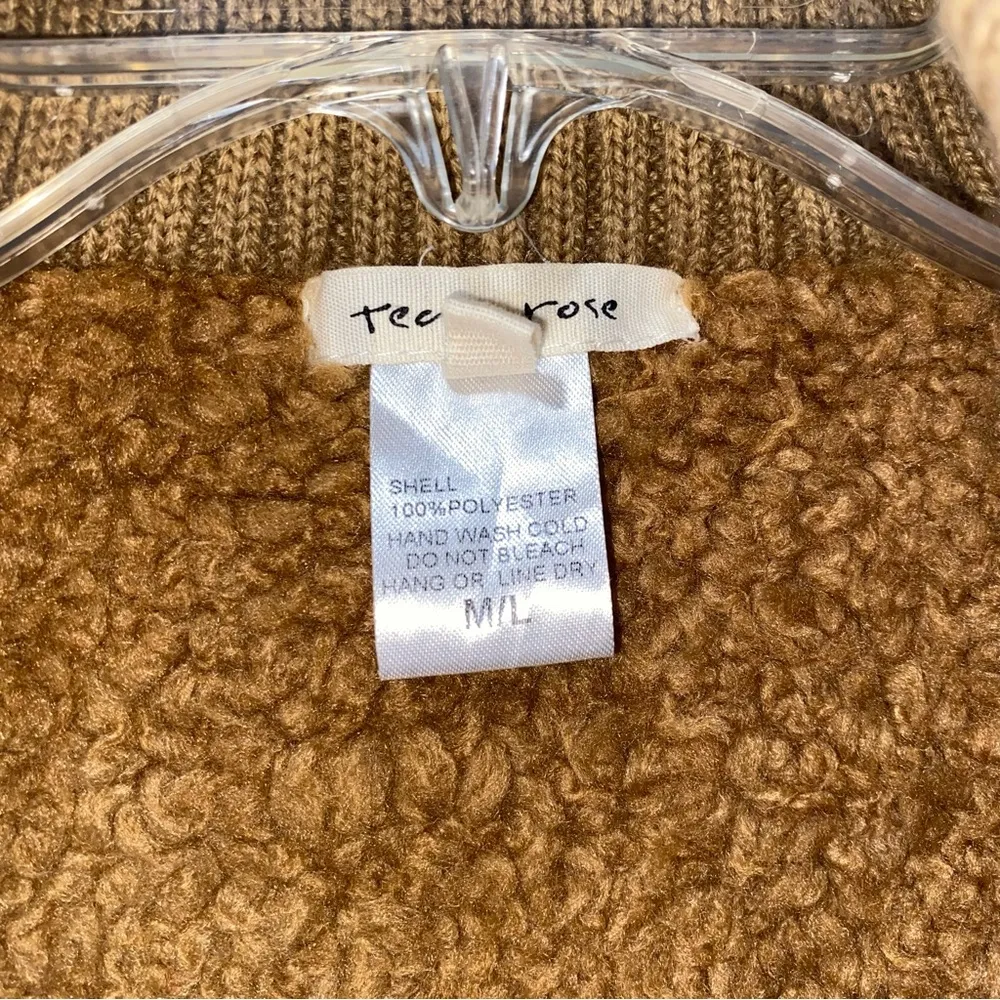 rose
SHELL
100%POLYESTER
HAND WASH COLD
DO NOT BLEACH
HANG OR LINE DRY
M/L